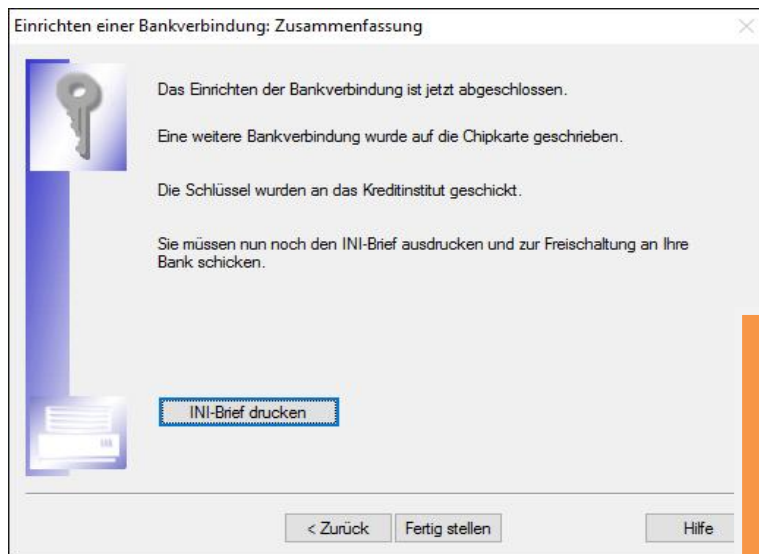 Einrichten einer Bankverbindung: Zusammenfassung
Das Einrichten der Bankverbindung ist jetzt abgeschlossen.
Eine weitere Bankverbindung wurde auf die Chipkarte geschrieben.
Die Schlüssel wurden an das Kreditinstitut geschickt.
Sie müssen nun noch den INI-Brief ausdrucken und zur Freischaltung an Ihre
Bank schicken.
INI-Brief drucken
< Zurück
Fertig stellen
Hilfe